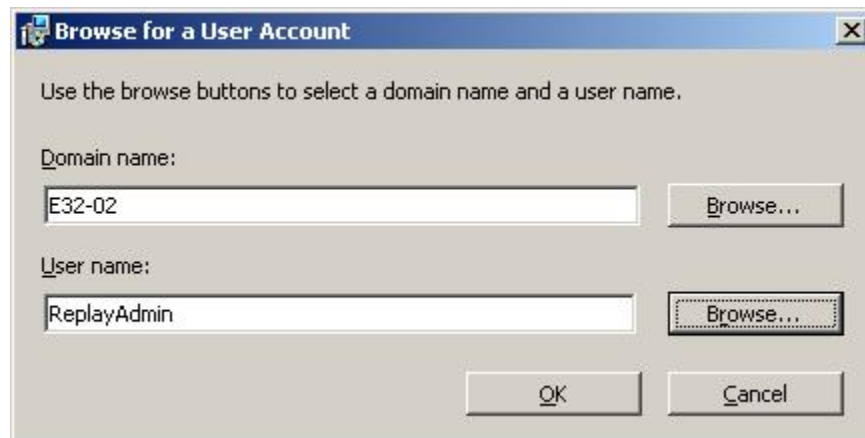 Browse for a User Account
Use the browse buttons to select a domain name and a user name.
Domain name:
E32-02
Browse...
User name:
ReplayAdmin
Browse...
OK
Cancel